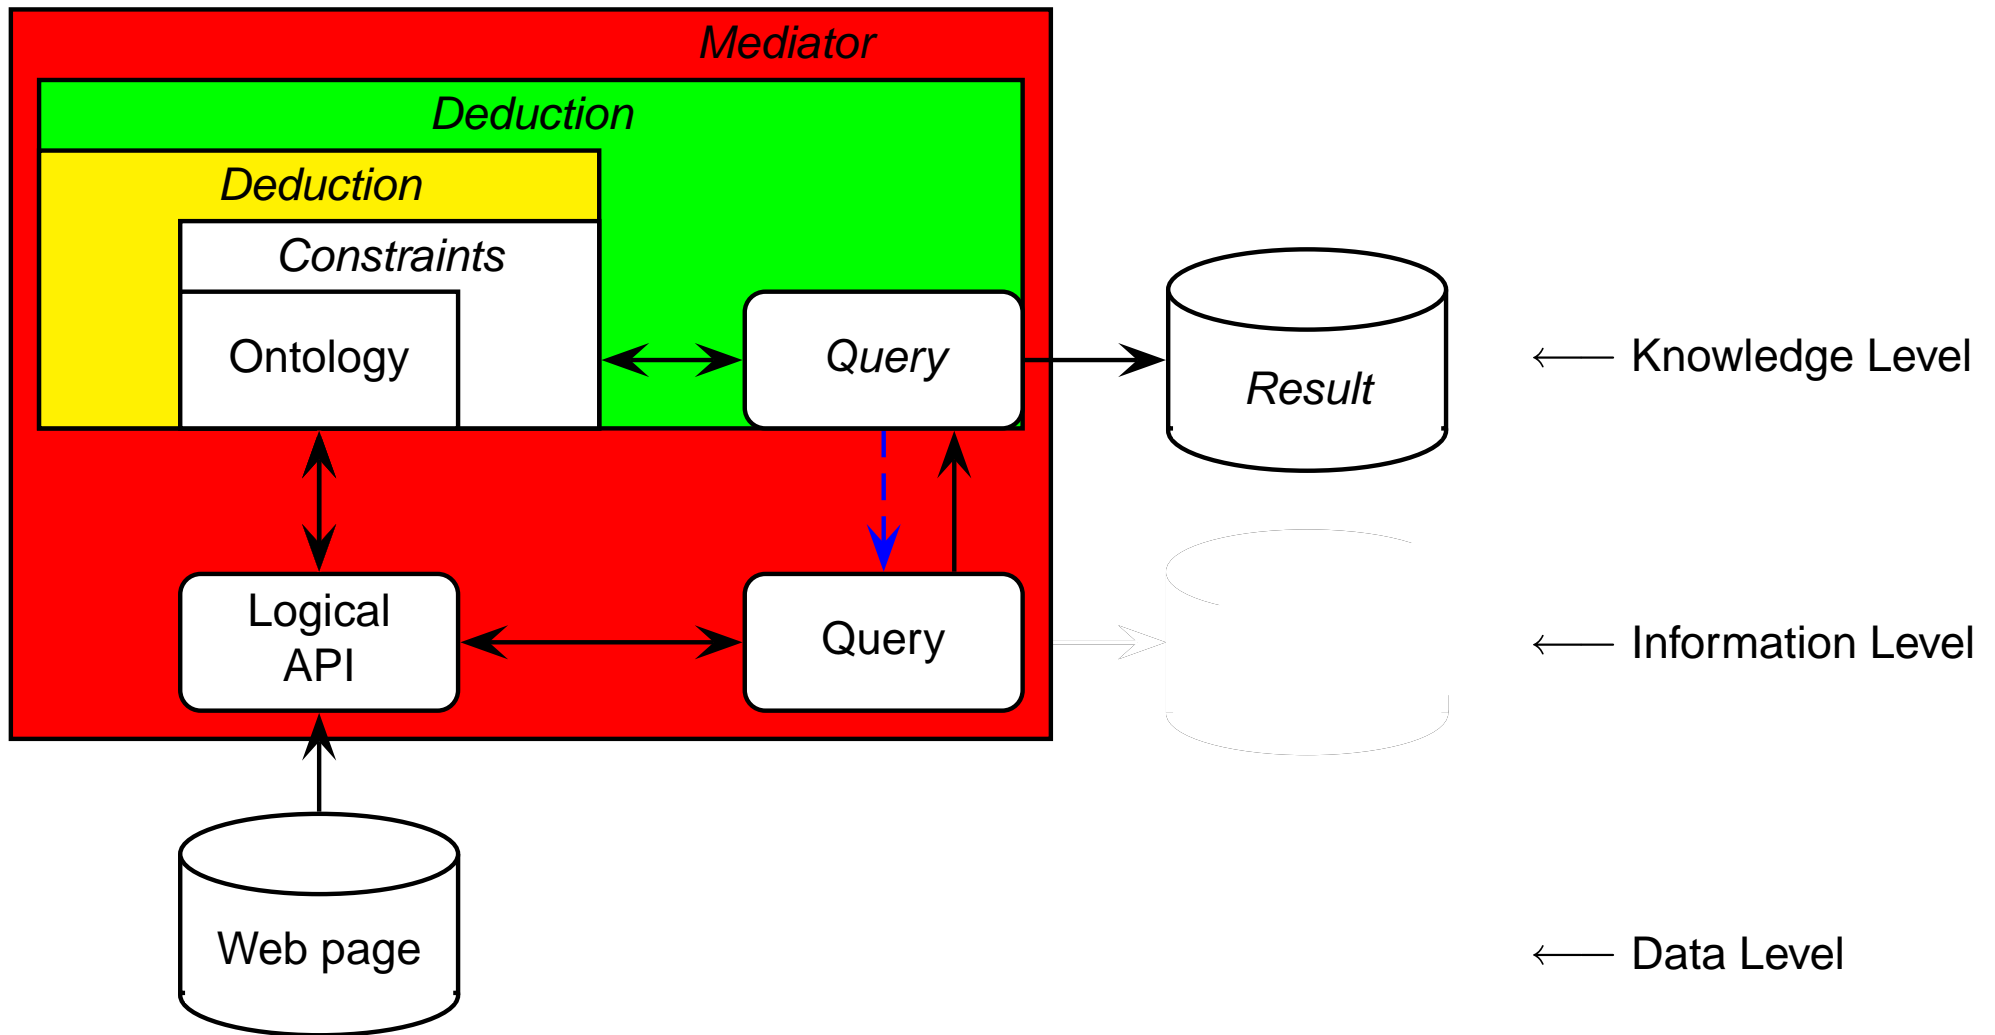 Mediator
Deduction
Deduction
Constraints
Ontology
Query
Result
Knowledge Level
Logical
API
Query
Information Level
Web page
Data Level